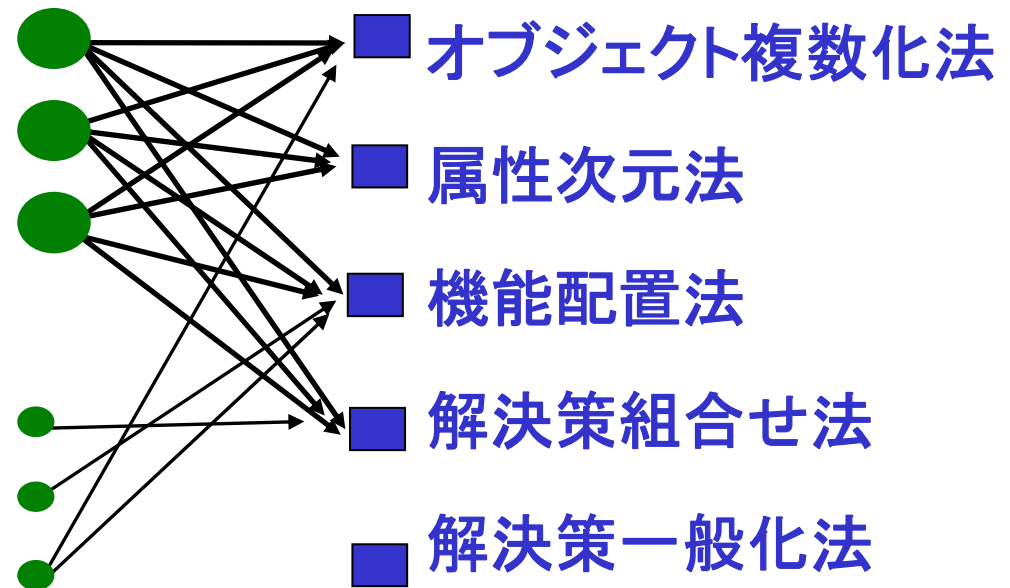 オブジェクト複数化法
属性次元法
機能配置法
解決策組合せ法
解決策一般化法